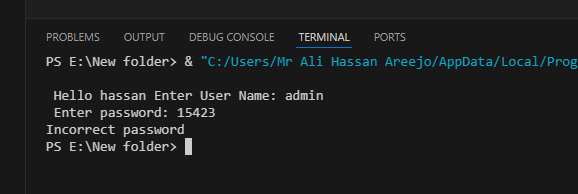 PROBLEMS OUTPUT DEBUG CONSOLE TERMINAL PORTS
PS E:\New folder> & "C:/Users/Mr Ali Hassan Areejo/AppData/Local/Prog
Hello hassan Enter User Name: admin
Enter password: 15423
Incorrect password
PS E:\New folder>